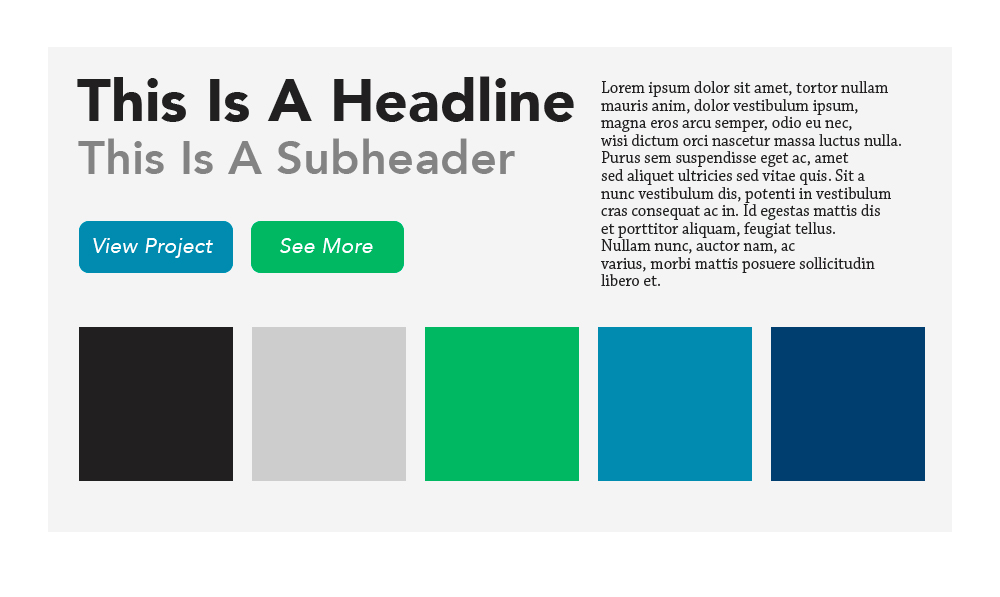 This Is A Headline
This Is A Subheader
View Project
See More
Lorem ipsum dolor sit amet, tortor nullam
mauris anim, dolor vestibulum ipsum,
magna eros arcu semper, odio eu nec,
wisi dictum orci nascetur massa luctus nulla.
Purus sem suspendisse eget ac, amet
sed aliquet ultricies sed vitae quis. Sit a
nunc vestibulum dis, potenti in vestibulum
cras consequat ac in. Id egestas mattis dis
et porttitor aliquam, feugiat tellus.
Nullam nunc, auctor nam, ac
varius, morbi mattis posuere sollicitudin
libero et.